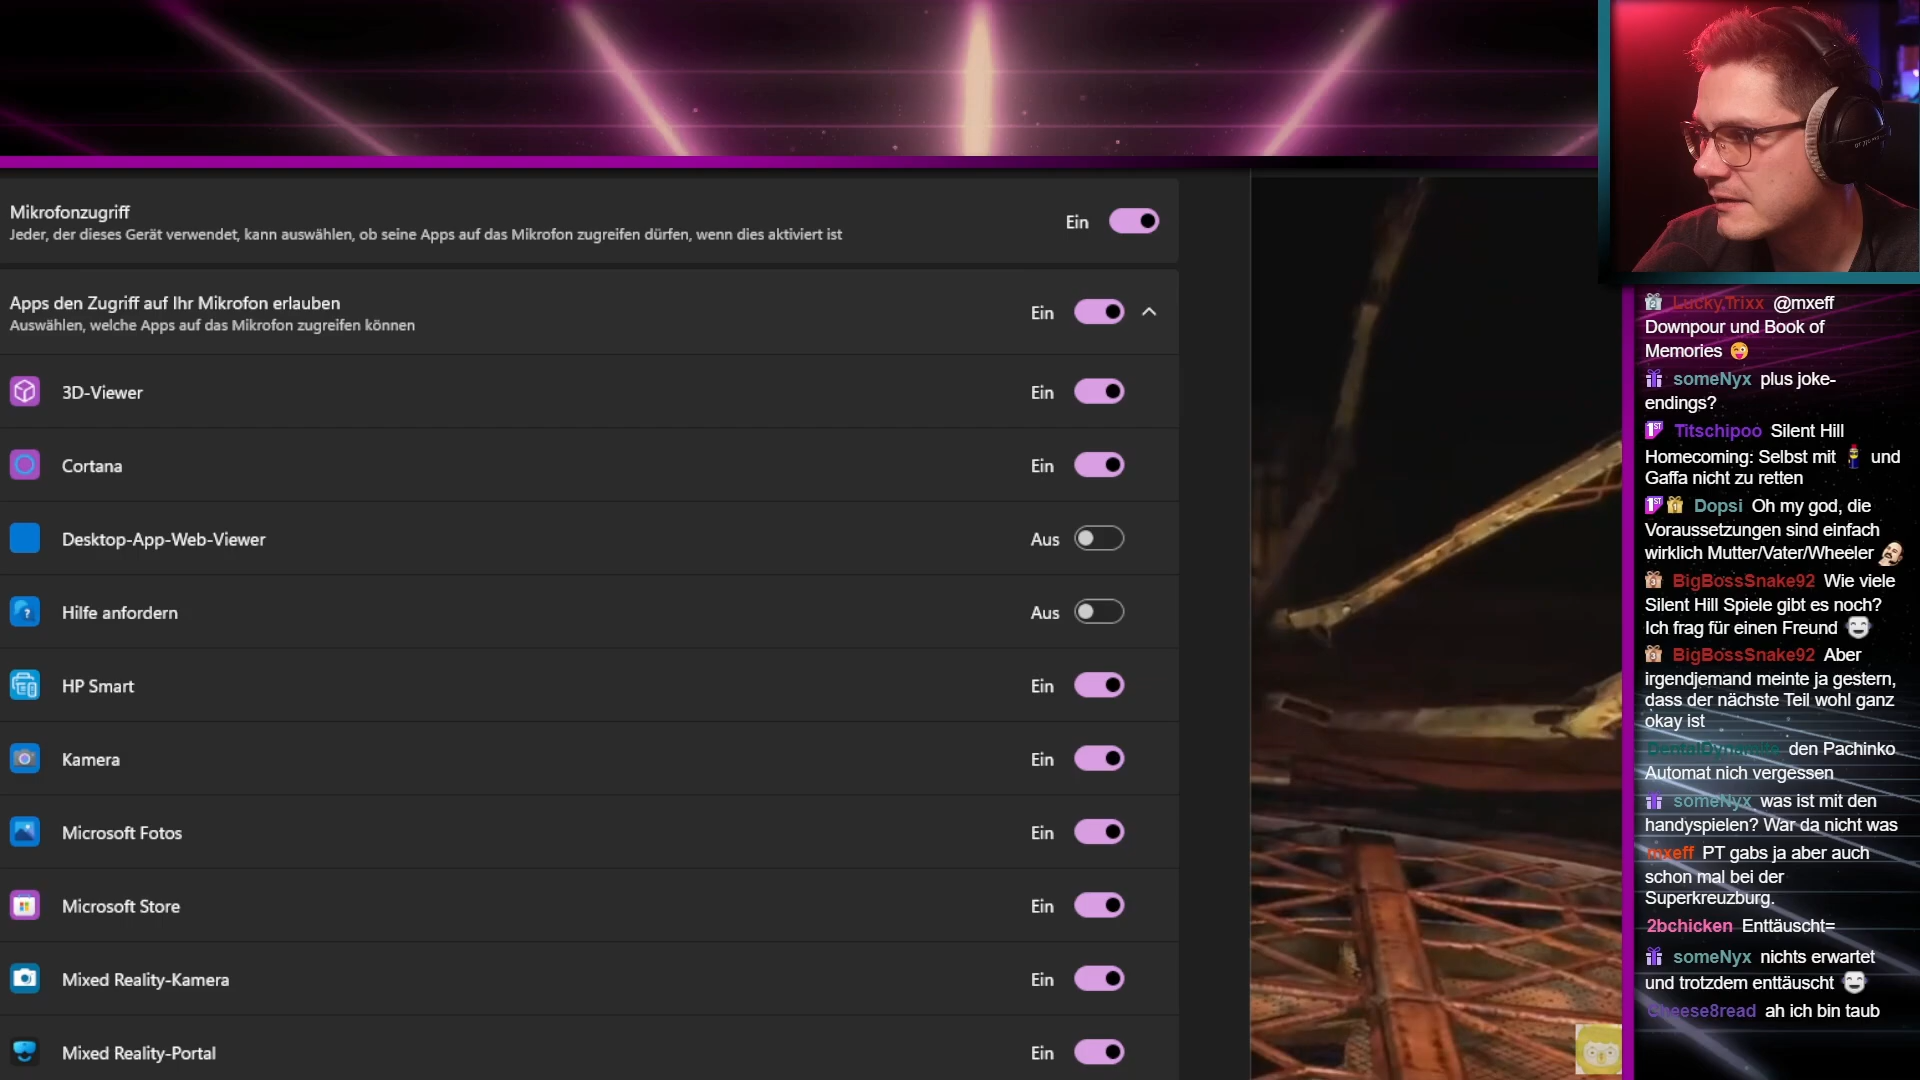 Mikrofonzugriff
Jeder, der dieses Gerät verwendet, kann auswählen, ob seine Apps auf das Mikrofon zugreifen dürfen, wenn dies aktiviert ist
Ein
Apps den Zugriff auf Ihr Mikrofon erlauben
Auswählen, welche Apps auf das Mikrofon zugreifen können
Ein
3D-Viewer
Ein
Cortana
Ein
Desktop-App-Web-Viewer
Aus
Hilfe anfordern
Aus
HP Smart
Ein
Kamera
Ein
Microsoft Fotos
Ein
Microsoft Store
Ein
Mixed Reality-Kamera
Ein
Mixed Reality-Portal
Ein
Lucky.Trixx @mxeff
Downpour und Book of
Memories
someNyx plus joke-
endings?
Titschipoo Silent Hill
Homecoming: Selbst mit und
Gaffa nicht zu retten
Dopsi Oh my god, die
Voraussetzungen sind einfach
wirklich Mutter/Vater/Wheeler
BigBossSnake92 Wie viele
Silent Hill Spiele gibt es noch?
Ich frag für einen Freund
BigBossSnake92 Aber
irgendjemand meinte ja gestern,
dass der nächste Teil wohl ganz
okay ist
DentalDynamite den Pachinko
Automat nich vergessen
someNyx was ist mit den
handyspielen? War da nicht was
mxeff PT gabs ja aber auch
schon mal bei der
Superkreuzburg.
2bchicken Enttäuscht=
someNyx nichts erwartet
und trotzdem enttäuscht
Cheese8read ah ich bin taub